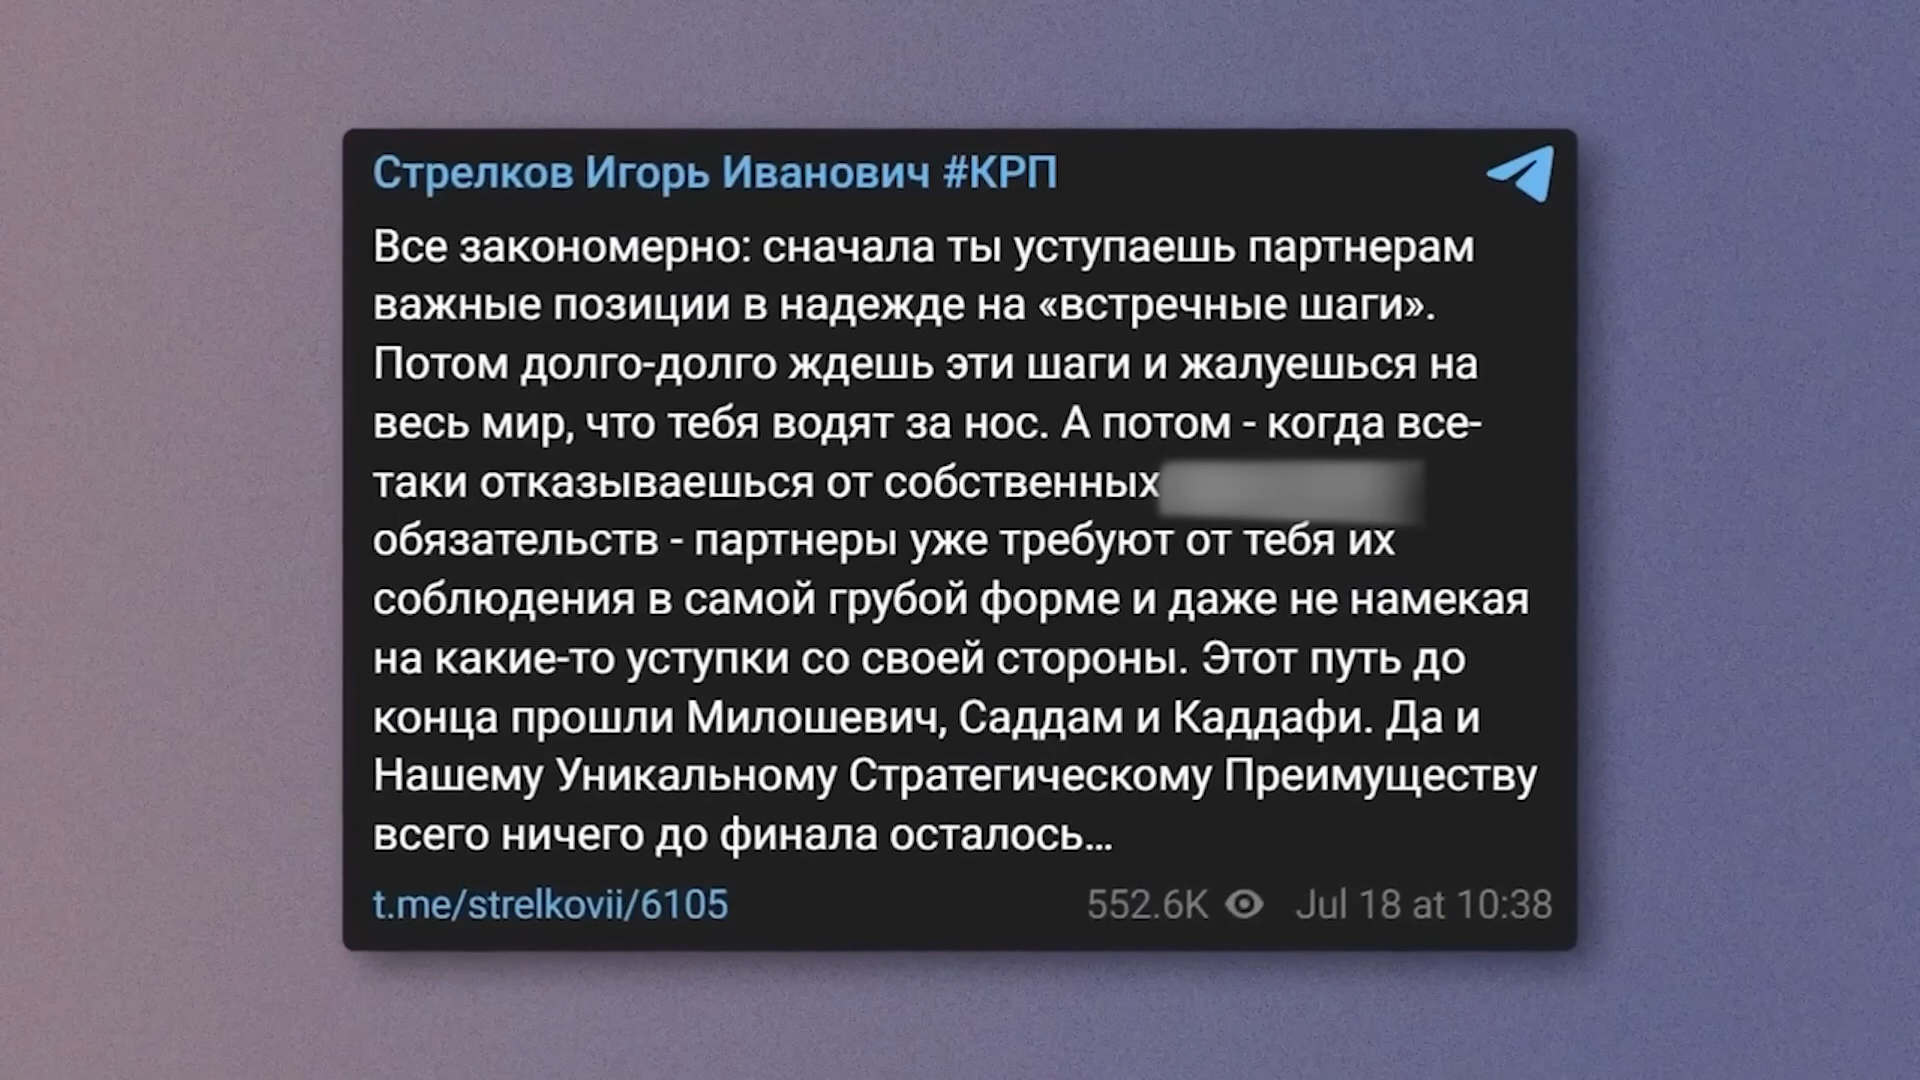 Стрелков Игорь Иванович #КРП
Все закономерно: сначала ты уступаешь партнерам
важные позиции в надежде на «встречные шаги».
Потом долго-долго ждешь эти шаги и жалуешься на
весь мир, что тебя водят за нос. А потом - когда все-
таки отказываешься от собственных
обязательств - партнеры уже требуют от тебя их
соблюдения в самой грубой форме и даже не намекая
на какие-то уступки со своей стороны. Этот путь до
конца прошли Милошевич, Саддам и Каддафи. Да и
Нашему Уникальному Стратегическому Преимуществу
всего ничего до финала осталось...
t.me/strelkovii/6105
552.6K Jul 18 at 10:38